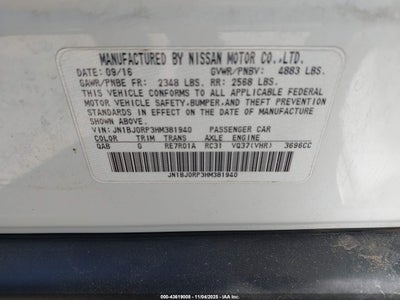 MANUFACTURED BY NISSAN MOTOR CO.,LTD.
DATE: 09/16 GVWR/PNBV: 4883 LBS.
GAWR/PNBE FR: 2348 LBS. RR: 2568 LBS.
THIS VEHICLE CONFORMS TO ALL APPLICABLE FEDERAL
MOTOR VEHICLE SAFETY, BUMPER, AND THEFT PREVENTION
STANDARDS IN EFFECT ON THE DATE OF MANUFACTURE
SHOWN ABOVE.
VIN: JN1BJ0RP3HM381940 PASSENGER CAR
COLOR TRIM TRANS AXLE ENGINE
QAB G RE7R01A RC31 VQ37(VHR) 3696CC
JN1BJ0RP3HM381940
000-43619008 - 11/04/2025 - IAAI.COM